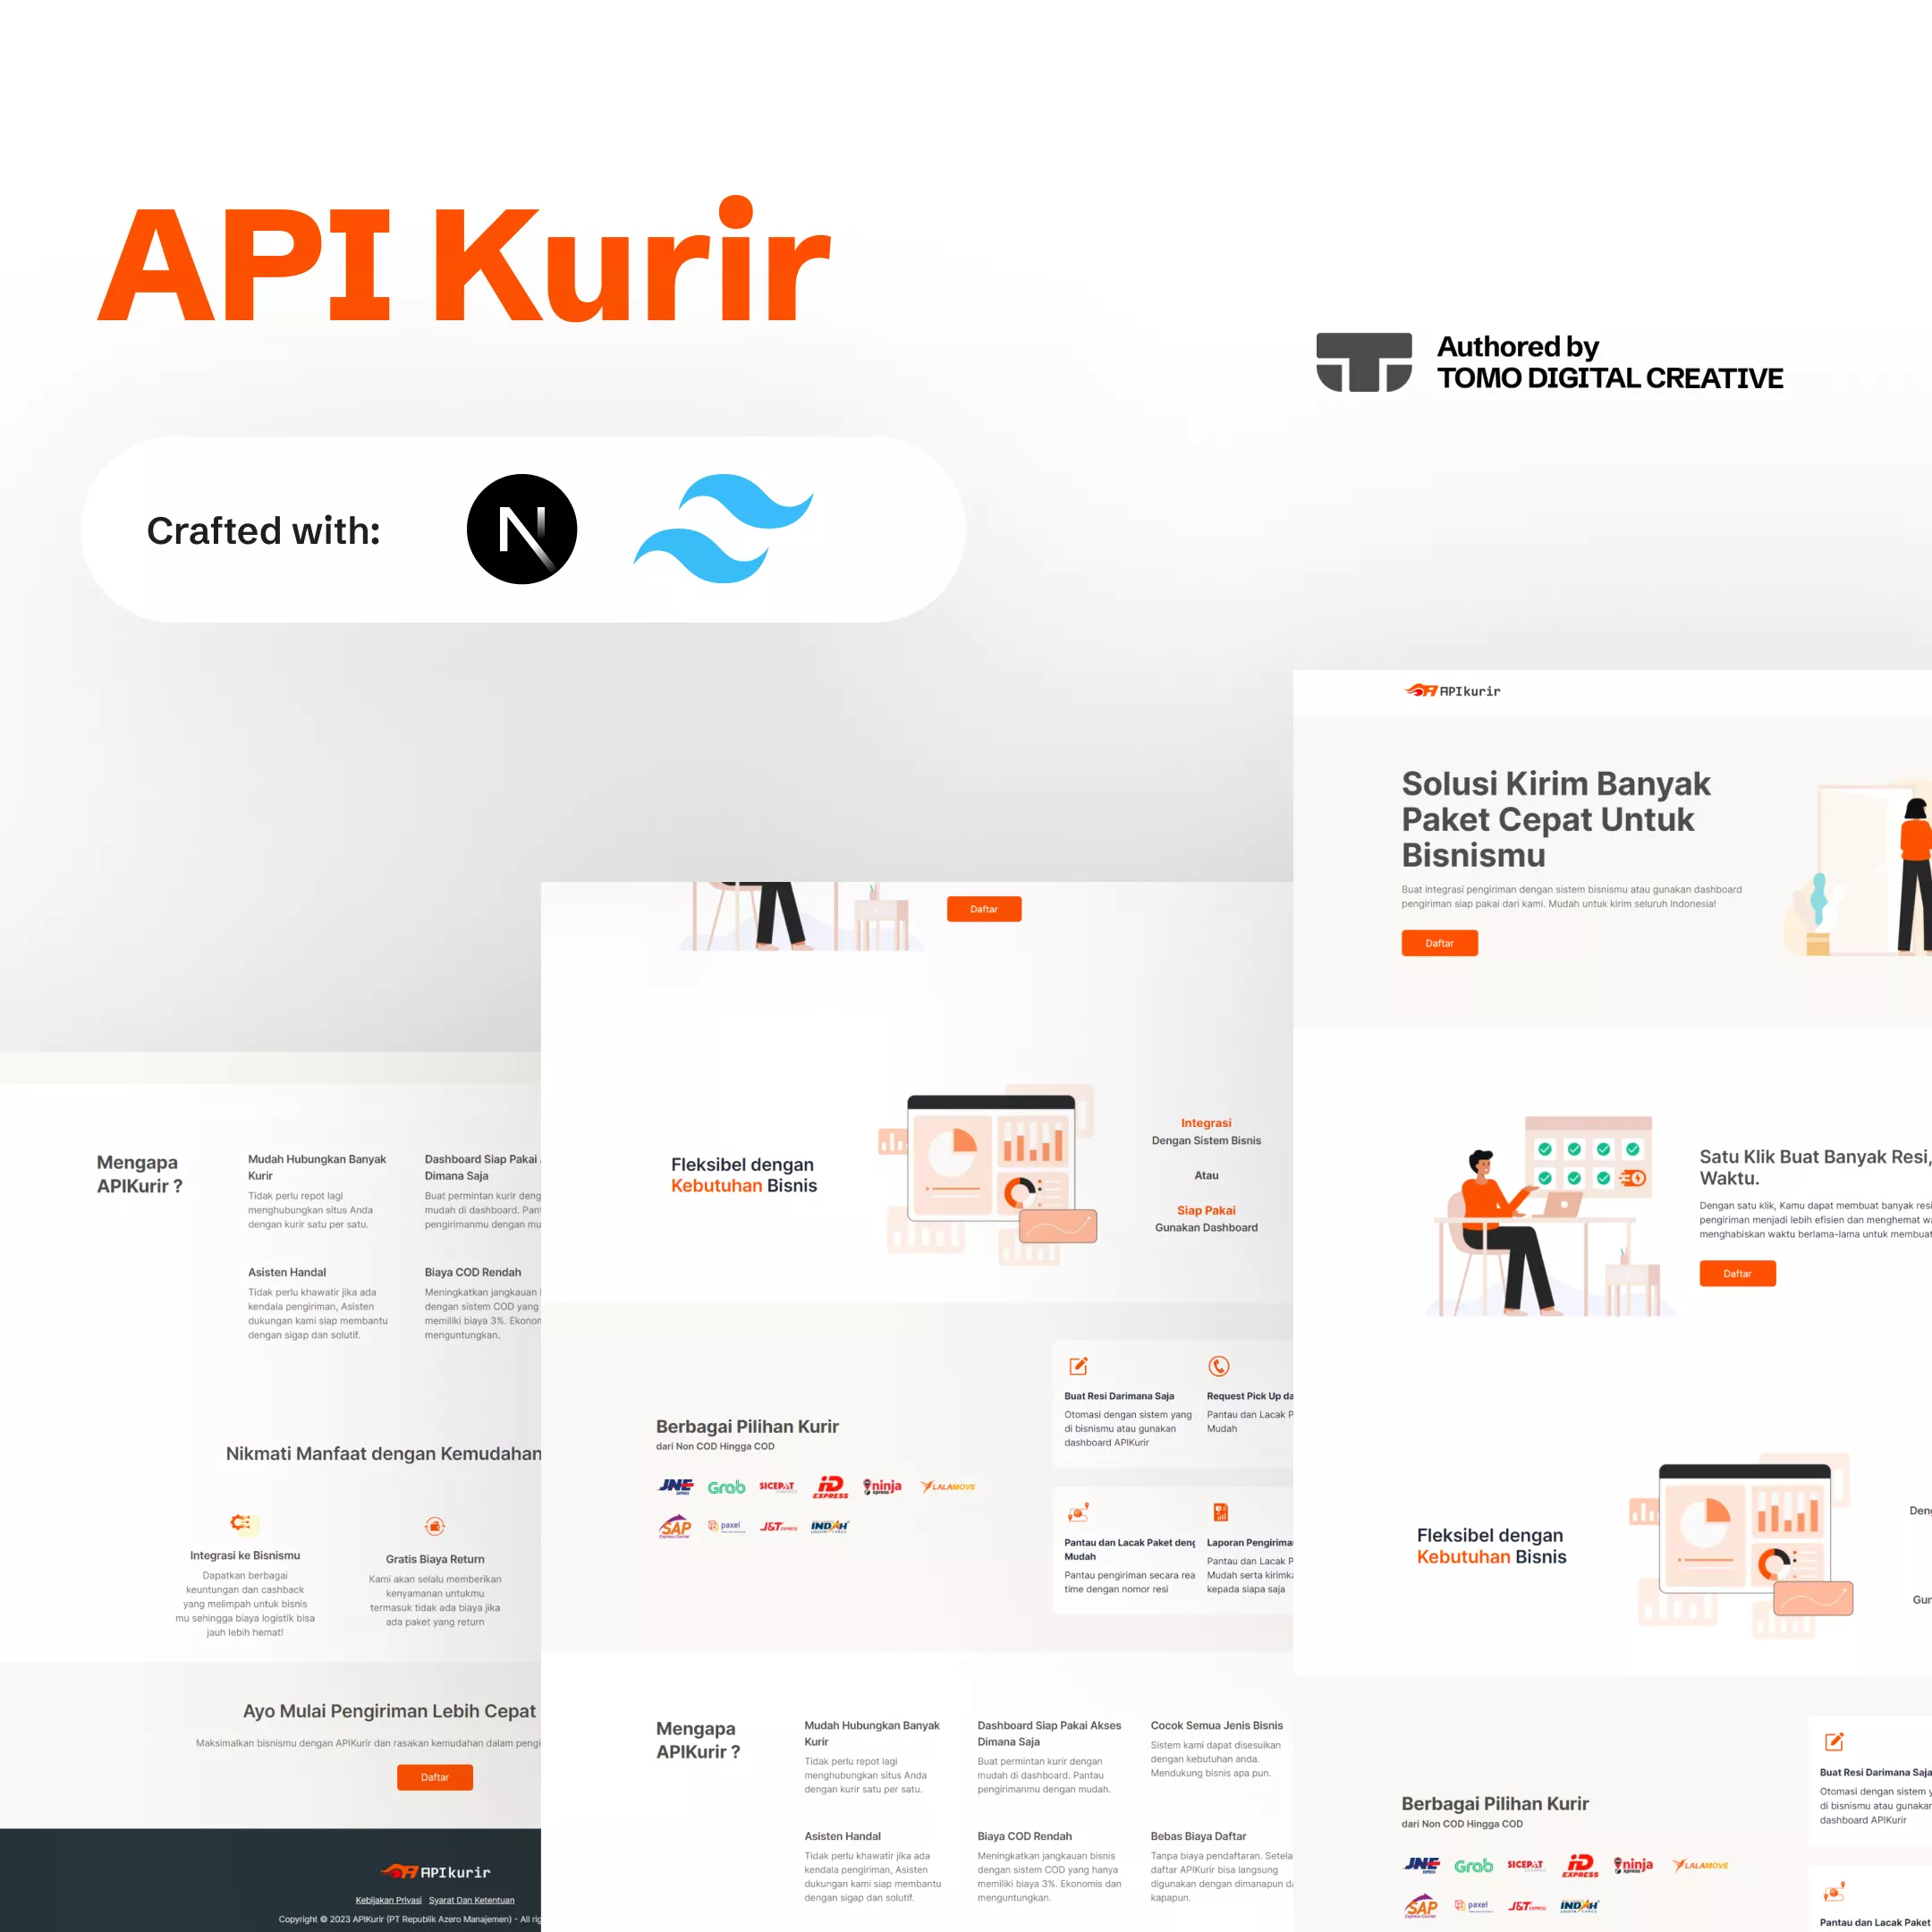 API Kurir
Authored by
TOMO DIGITAL CREATIVE
Crafted with:
N
APIkurir
Solusi Kirim Banyak
Paket Cepat Untuk
Bisnismu
Buat integrasi pengiriman dengan sistem bisnismu atau gunakan dashboard
pengiriman siap pakai dari kami. Mudah untuk kirim seluruh Indonesia!
Daftar
Satu Klik Buat Banyak Resi,
Waktu.
Dengan satu klik, Kamu dapat membuat banyak resi
pengiriman menjadi lebih efisien dan menghemat
menghabiskan waktu berlama-lama untuk membuat
Daftar
Fleksibel dengan
Kebutuhan Bisnis
Berbagai Pilihan Kurir
dari Non COD Hingga COD
JNE EXPRESS Grab SICEPAT iD EXPRESS ninja xpress LALAMOVE
SAP Express Courier paxel J&T EXPRESS INDAH
Buat Resi Darimana Saja
Otomasi dengan sistem
di bisnismu atau gunakan
dashboard APIKurir
Pantau dan Lacak Paket
Daftar
Fleksibel dengan
Kebutuhan Bisnis
Integrasi
Dengan Sistem Bisnis
Atau
Siap Pakai
Gunakan Dashboard
Berbagai Pilihan Kurir
dari Non COD Hingga COD
JNE EXPRESS Grab SICEPAT iD EXPRESS ninja xpress LALAMOVE
SAP Express Courier paxel J&T EXPRESS INDAH
Buat Resi Darimana Saja
Otomasi dengan sistem yang
di bisnismu atau gunakan
dashboard APIKurir
Request Pick Up
Pantau dan Lacak
Mudah
Pantau dan Lacak Paket
Mudah
Pantau pengiriman secara
time dengan nomor resi
Laporan
Pantau dan Lacak
Mudah serta
kepada siapa saja
Mengapa
APIKurir ?
Mudah Hubungkan Banyak
Kurir
Tidak perlu repot lagi
menghubungkan situs Anda
dengan kurir satu per satu.
Dashboard Siap Pakai Akses
Dimana Saja
Buat permintan kurir dengan
mudah di dashboard. Pantau
pengirimanmu dengan mudah.
Cocok Semua Jenis Bisnis
Sistem kami dapat disesuikan
dengan kebutuhan anda.
Mendukung bisnis apa pun.
Asisten Handal
Tidak perlu khawatir jika ada
kendala pengiriman, Asisten
dukungan kami siap membantu
dengan sigap dan solutif.
Biaya COD Rendah
Meningkatkan jangkauan bisnis
dengan sistem COD yang hanya
memiliki biaya 3%. Ekonomis dan
menguntungkan.
Bebas Biaya Daftar
Tanpa biaya pendaftaran.
daftar APIKurir bisa langsung
digunakan dengan dimanapun
kapapun.
Mengapa
APIKurir ?
Mudah Hubungkan Banyak
Kurir
Tidak perlu repot lagi
menghubungkan situs Anda
dengan kurir satu per satu.
Dashboard Siap Pakai
Dimana Saja
Buat permintan kurir
mudah di dashboard.
pengirimanmu dengan
Asisten Handal
Tidak perlu khawatir jika ada
kendala pengiriman, Asisten
dukungan kami siap membantu
dengan sigap dan solutif.
Biaya COD Rendah
Meningkatkan jangkauan
dengan sistem COD yang
memiliki biaya 3%.
menguntungkan.
Nikmati Manfaat dengan Kemudahan
Integrasi ke Bisnismu
Dapatkan berbagai
keuntungan dan cashback
yang melimpah untuk bisnis
mu sehingga biaya logistik bisa
jauh lebih hemat!
Gratis Biaya Return
Kami akan selalu memberikan
kenyamanan untukmu
termasuk tidak ada biaya jika
ada paket yang return
Ayo Mulai Pengiriman Lebih Cepat
Maksimalkan bisnismu dengan APIKurir dan rasakan kemudahan dalam
Daftar
APIkurir
Kebijakan Privasi Syarat Dan Ketentuan
Copyright © 2023 APIKurir (PT Republik Azero Manajemen) - All